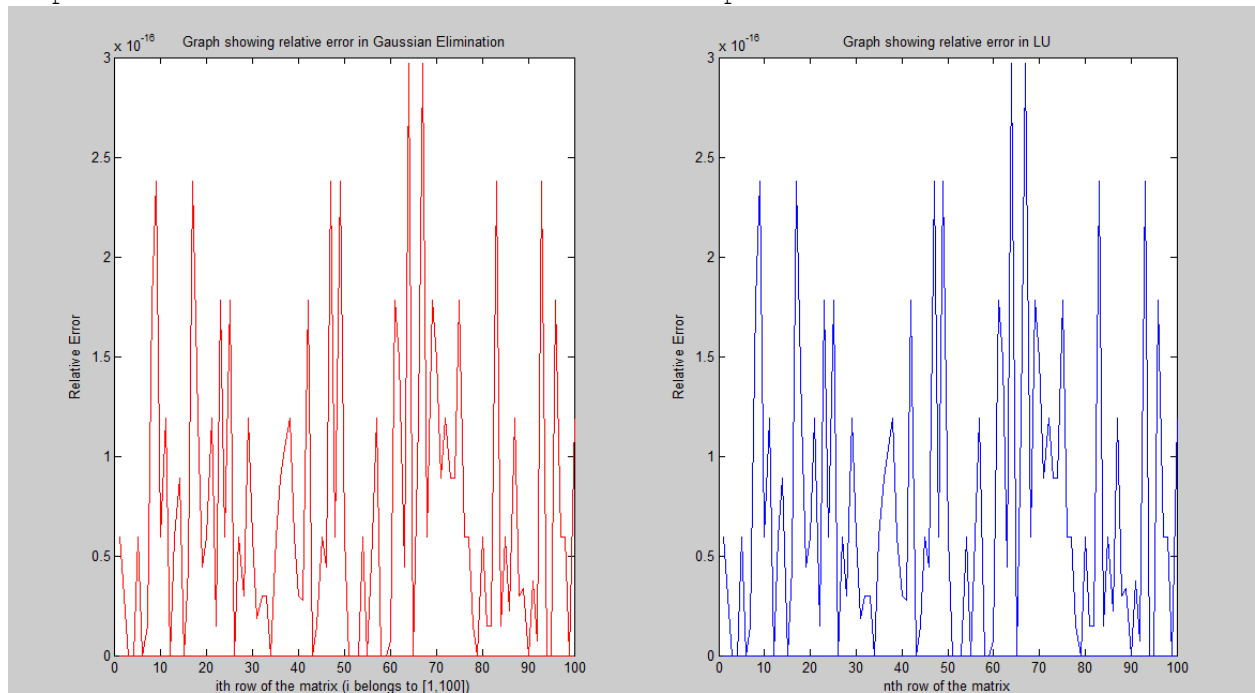 x 10-16
Graph showing relative error in Gaussian Elimination
3
2.5
2
1.5
1
0.5
0
Relative Error
0 10 20 30 40 50 60 70 80 90 100
ith row of the matrix (i belongs to [1,100])
x 10-16
Graph showing relative error in LU
3
2.5
2
1.5
1
0.5
0
Relative Error
0 10 20 30 40 50 60 70 80 90 100
nth row of the matrix